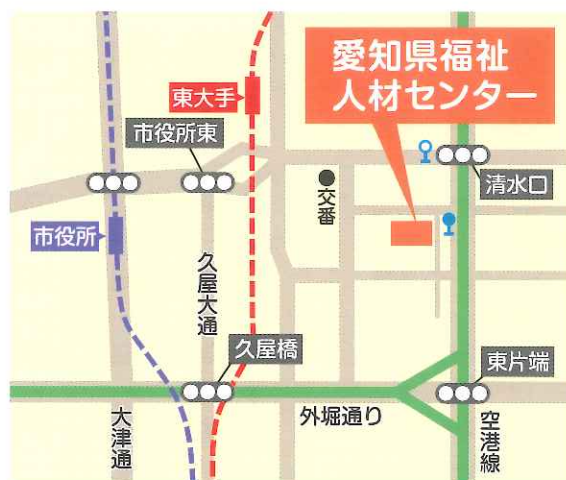 愛知県福祉
人材センター
東大手
市役所東
清水口
交番
市役所
久屋大通
久屋橋
東片端
外堀通り
大津通
空港線